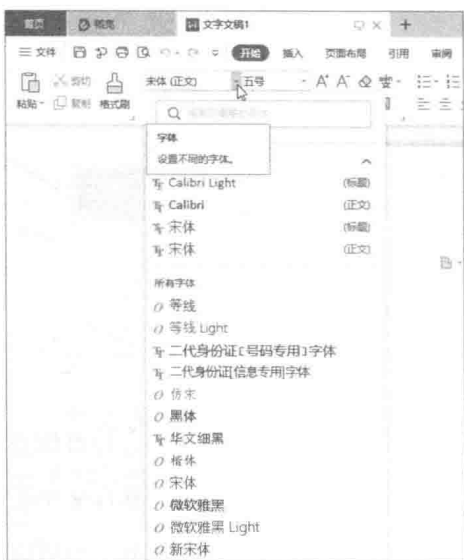 首页 稻壳 文字文稿1
文件 开始 插入 页面布局 引用 审阅
剪切
粘贴 复制 格式刷
宋体 (正文) 五号
字体
设置不同的字体。
Calibri Light (标题)
Calibri (正文)
宋体 (标题)
宋体 (正文)
所有字体
等线
等线 Light
二代身份证[号码专用]字体
二代身份证[信息专用]字体
仿宋
黑体
华文细黑
楷体
宋体
微软雅黑
微软雅黑 Light
新宋体